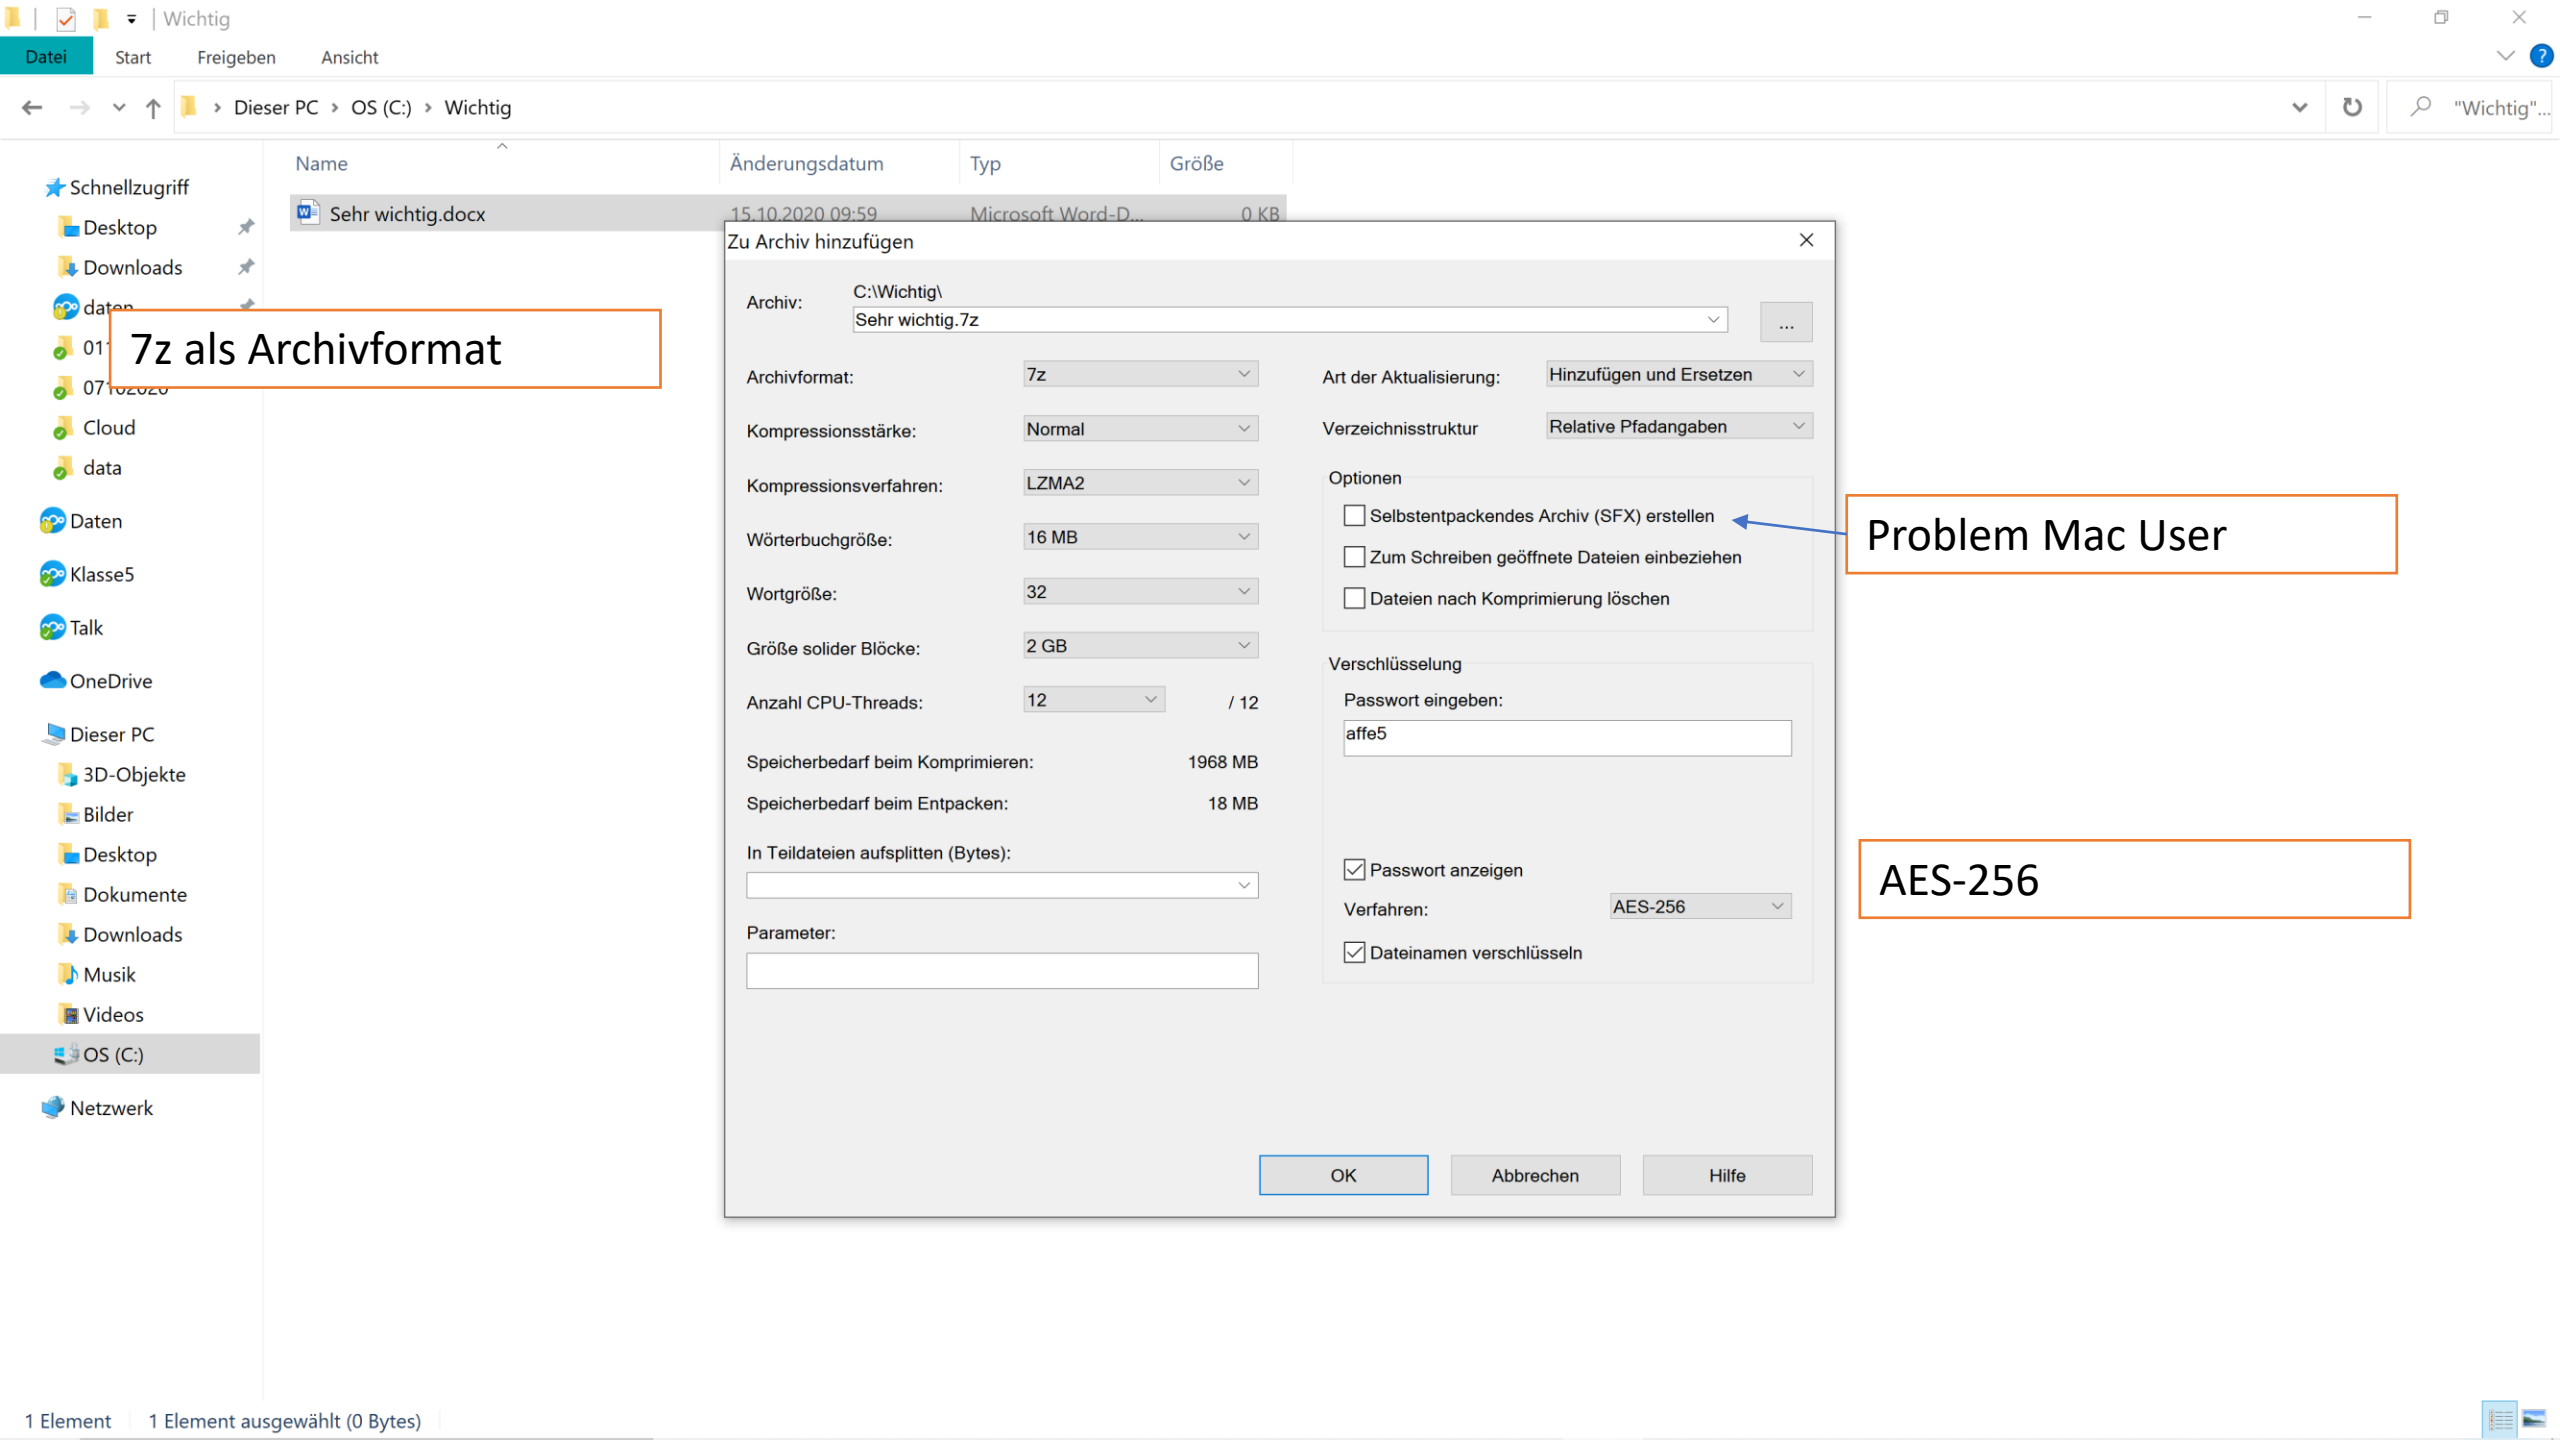 Wichtig
Datei Start Freigeben Ansicht
Dieser PC > OS (C:) > Wichtig
"Wichtig"...
Name Änderungsdatum Typ Größe
Sehr wichtig.docx 15.10.2020 09:59 Microsoft Word-D... 0 KB
Schnellzugriff
Desktop
Downloads
daten
01
07102020
Cloud
data
Daten
Klasse5
Talk
OneDrive
Dieser PC
3D-Objekte
Bilder
Desktop
Dokumente
Downloads
Musik
Videos
OS (C:)
Netzwerk
7z als Archivformat
Zu Archiv hinzufügen
Archiv: C:\Wichtig\
Sehr wichtig.7z
...
Archivformat: 7z
Kompressionsstärke: Normal
Kompressionsverfahren: LZMA2
Wörterbuchgröße: 16 MB
Wortgröße: 32
Größe solider Blöcke: 2 GB
Anzahl CPU-Threads: 12 / 12
Speicherbedarf beim Komprimieren: 1968 MB
Speicherbedarf beim Entpacken: 18 MB
In Teildateien aufsplitten (Bytes):
Parameter:
Art der Aktualisierung: Hinzufügen und Ersetzen
Verzeichnisstruktur Relative Pfadangaben
Optionen
Selbstentpackendes Archiv (SFX) erstellen
Zum Schreiben geöffnete Dateien einbeziehen
Dateien nach Komprimierung löschen
Verschlüsselung
Passwort eingeben:
affe5
Passwort anzeigen
Verfahren: AES-256
Dateinamen verschlüsseln
OK Abbrechen Hilfe
Problem Mac User
AES-256
1 Element 1 Element ausgewählt (0 Bytes)